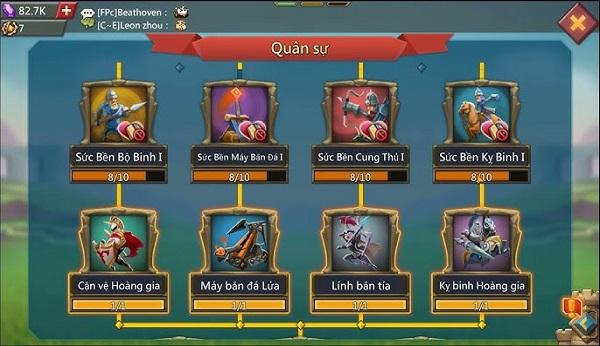 82.7K
[FPc]Beathoven :
7
[C~E]Leon zhou :
Quân sự
Sức Bền Bộ Binh I
Sức Bền Máy Bắn Đá I
Sức Bền Cung Thủ I
Sức Bền Kỵ Binh I
8/10
8/10
8/10
8/10
Cận vệ Hoàng gia
Máy bắn đá Lửa
Lính bắn tỉa
Kỵ binh Hoàng gia
1/1
1/1
1/1
1/1